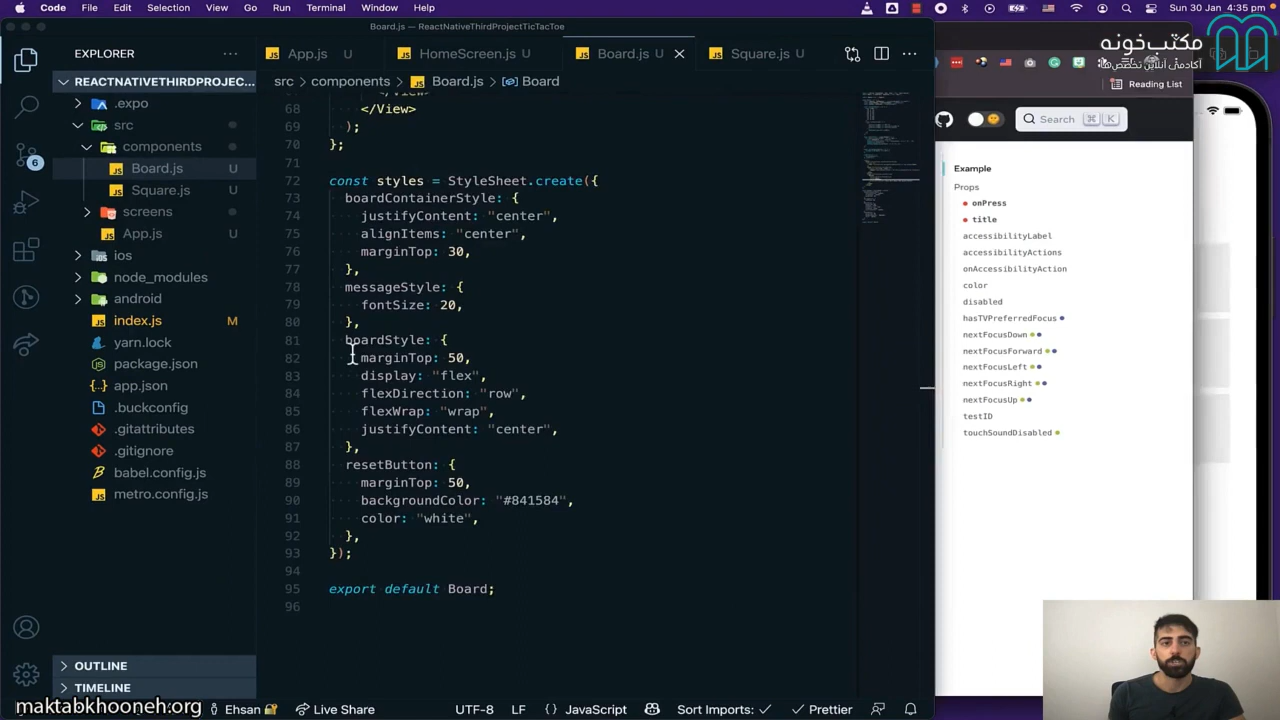 Code
File
Edit
Selection
View
Go
Run
Terminal
Window
Help
Sun 30 Jan 4:35 pm
Board.js — ReactNativeThirdProjectTicTacToe
مکتب‌خونه
EXPLORER
App.js U
HomeScreen.js U
Board.js U
Square.js U
REACTNATIVETHIRDPROJEC...
src
components
Board.js
Board
Reading List
.expo
src
components
Board.js U
Square.js U
screens
App.js U
ios
node_modules
android
index.js M
yarn.lock
package.json
app.json
.buckconfig
.gitattributes
.gitignore
babel.config.js
metro.config.js
6
68 </View>
69 );
70 };
71
72 const styles = StyleSheet.create({
73 boardContainerStyle: {
74 justifyContent: "center",
75 alignItems: "center",
76 marginTop: 30,
77 },
78 messageStyle: {
79 fontSize: 20,
80 },
81 boardStyle: {
82 marginTop: 50,
83 display: "flex",
84 flexDirection: "row",
85 flexWrap: "wrap",
86 justifyContent: "center",
87 },
88 resetButton: {
89 marginTop: 50,
90 backgroundColor: "#841584",
91 color: "white",
92 },
93 });
94
95 export default Board;
96
Search ⌘ K
Example
Props
onPress
title
accessibilityLabel
accessibilityActions
onAccessibilityAction
color
disabled
hasTVPreferredFocus
nextFocusDown
nextFocusForward
nextFocusLeft
nextFocusRight
nextFocusUp
testID
touchSoundDisabled
OUTLINE
TIMELINE
maktabkhooneh.org
Ehsan
Live Share
UTF-8
LF
JavaScript
Sort Imports:
Prettier